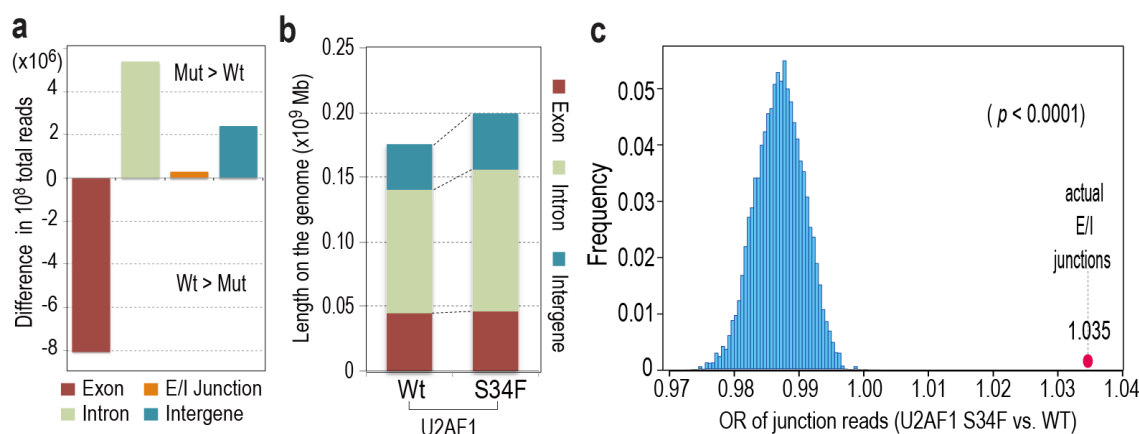 a
(x10⁶)
Difference in 10⁸ total reads
4
2
0
-2
-4
-6
-8
Mut > Wt
Wt > Mut
Exon
E/I Junction
Intron
Intergene
b
Length on the genome (x10⁹ Mb)
0.25
0.20
0.15
0.10
0.05
0
Wt
S34F
U2AF1
Exon
Intron
Intergene
c
Frequency
0.05
0.04
0.03
0.02
0.01
0
( p < 0.0001)
actual
E/I
junctions
1.035
0.97
0.98
0.99
1.00
1.01
1.02
1.03
1.04
OR of junction reads (U2AF1 S34F vs. WT)